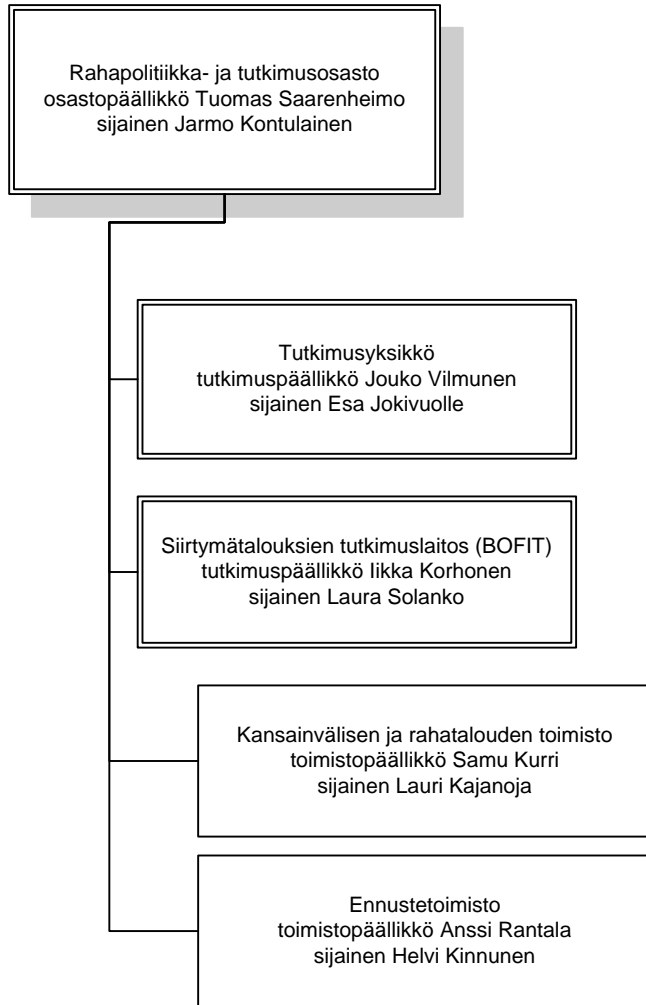 Rahapolitiikka- ja tutkimusosasto
osastopäällikkö Tuomas Saarenheimo
sijainen Jarmo Kontulainen
Tutkimusyksikkö
tutkimuspäällikkö Jouko Vilmunen
sijainen Esa Jokivuolle
Siirtymätalouksien tutkimuslaitos (BOFIT)
tutkimuspäällikkö Iikka Korhonen
sijainen Laura Solanko
Kansainvälisen ja rahatalouden toimisto
toimistopäällikkö Samu Kurri
sijainen Lauri Kajanoja
Ennustetoimisto
toimistopäällikkö Anssi Rantala
sijainen Helvi Kinnunen